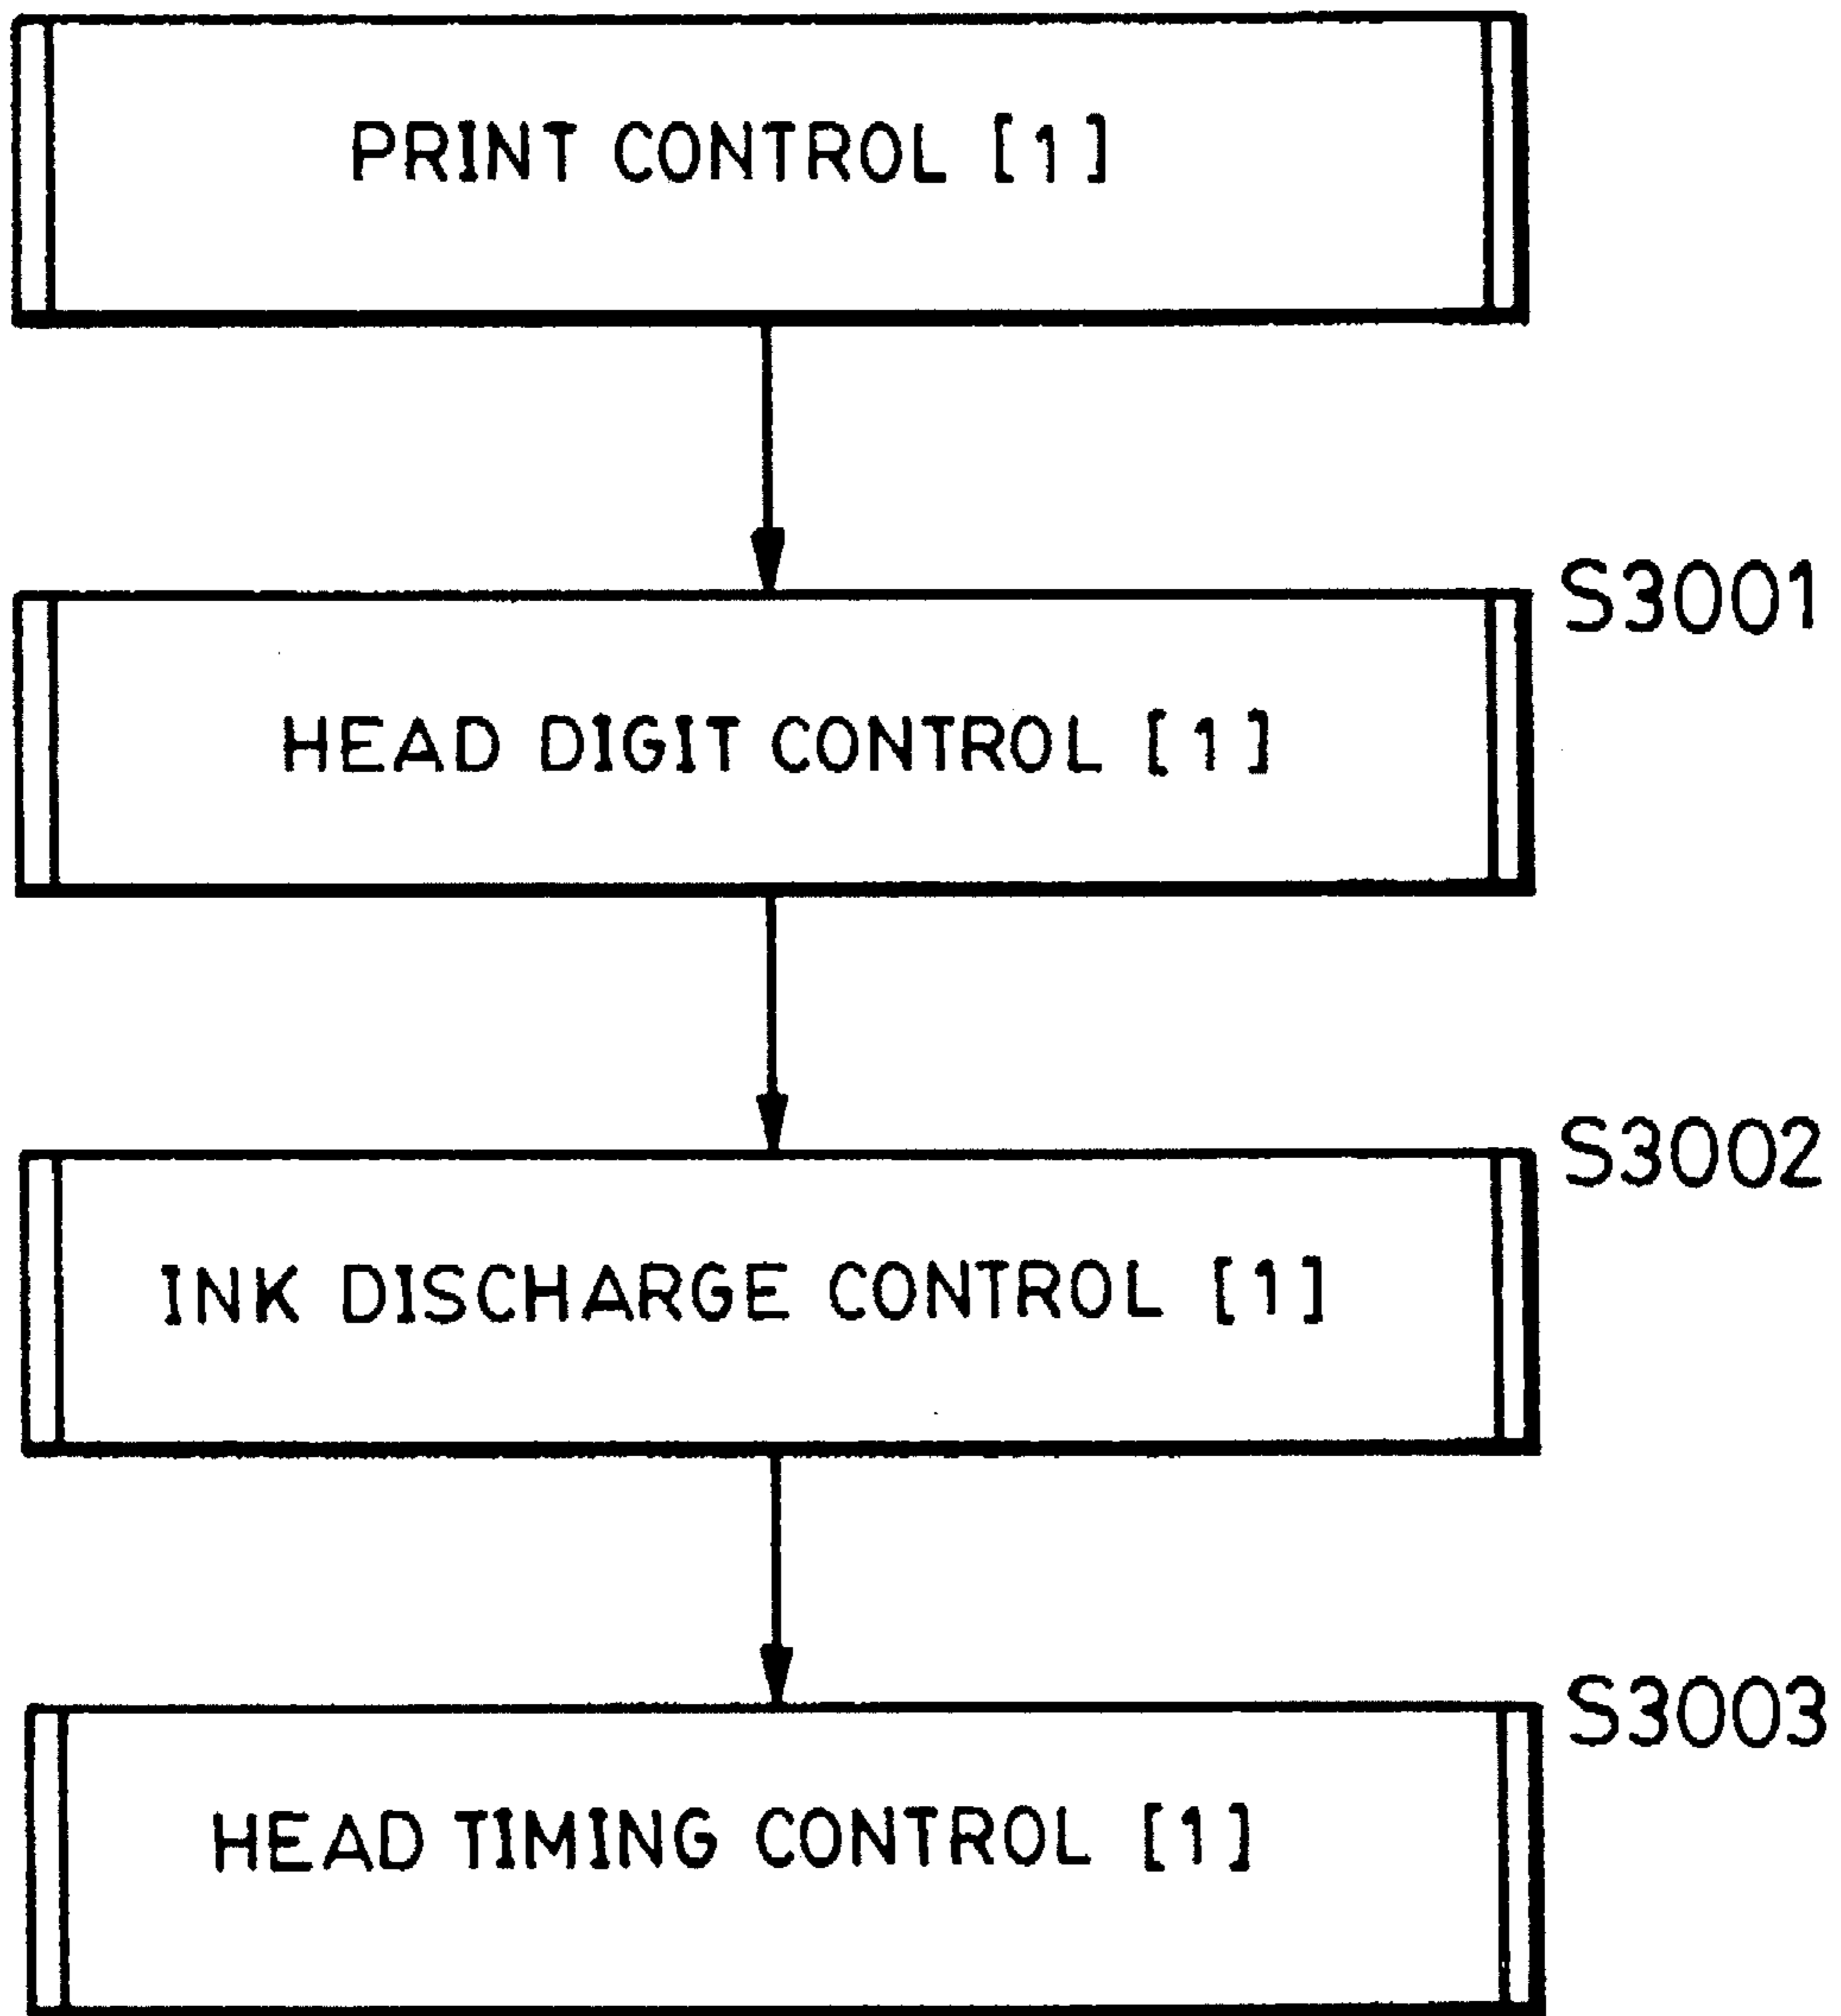 PRINT CONTROL [1]
S3001
HEAD DIGIT CONTROL [1]
S3002
INK DISCHARGE CONTROL [1]
S3003
HEAD TIMING CONTROL [1]